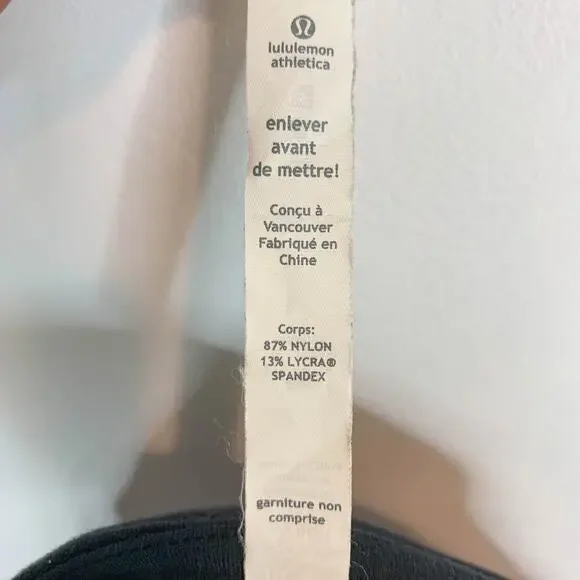 lululemon
athletica
enlever
avant
de mettre!
Conçu à
Vancouver
Fabriqué en
Chine
Corps:
87% NYLON
13% LYCRA®
SPANDEX
garniture non
comprise